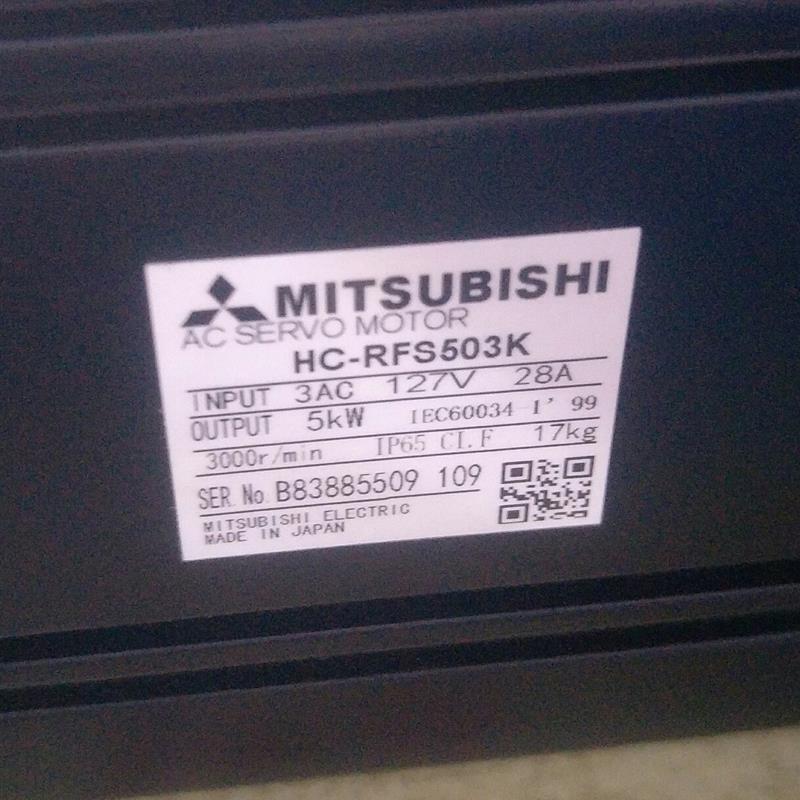 MITSUBISHI
AC SERVO MOTOR
HC-RFS503K
INPUT 3AC 127V 28A
OUTPUT 5kW IEC60034-1’99
3000r/min IP65 CI.F 17kg
SER.No.B83885509 109
MITSUBISHI ELECTRIC
MADE IN JAPAN